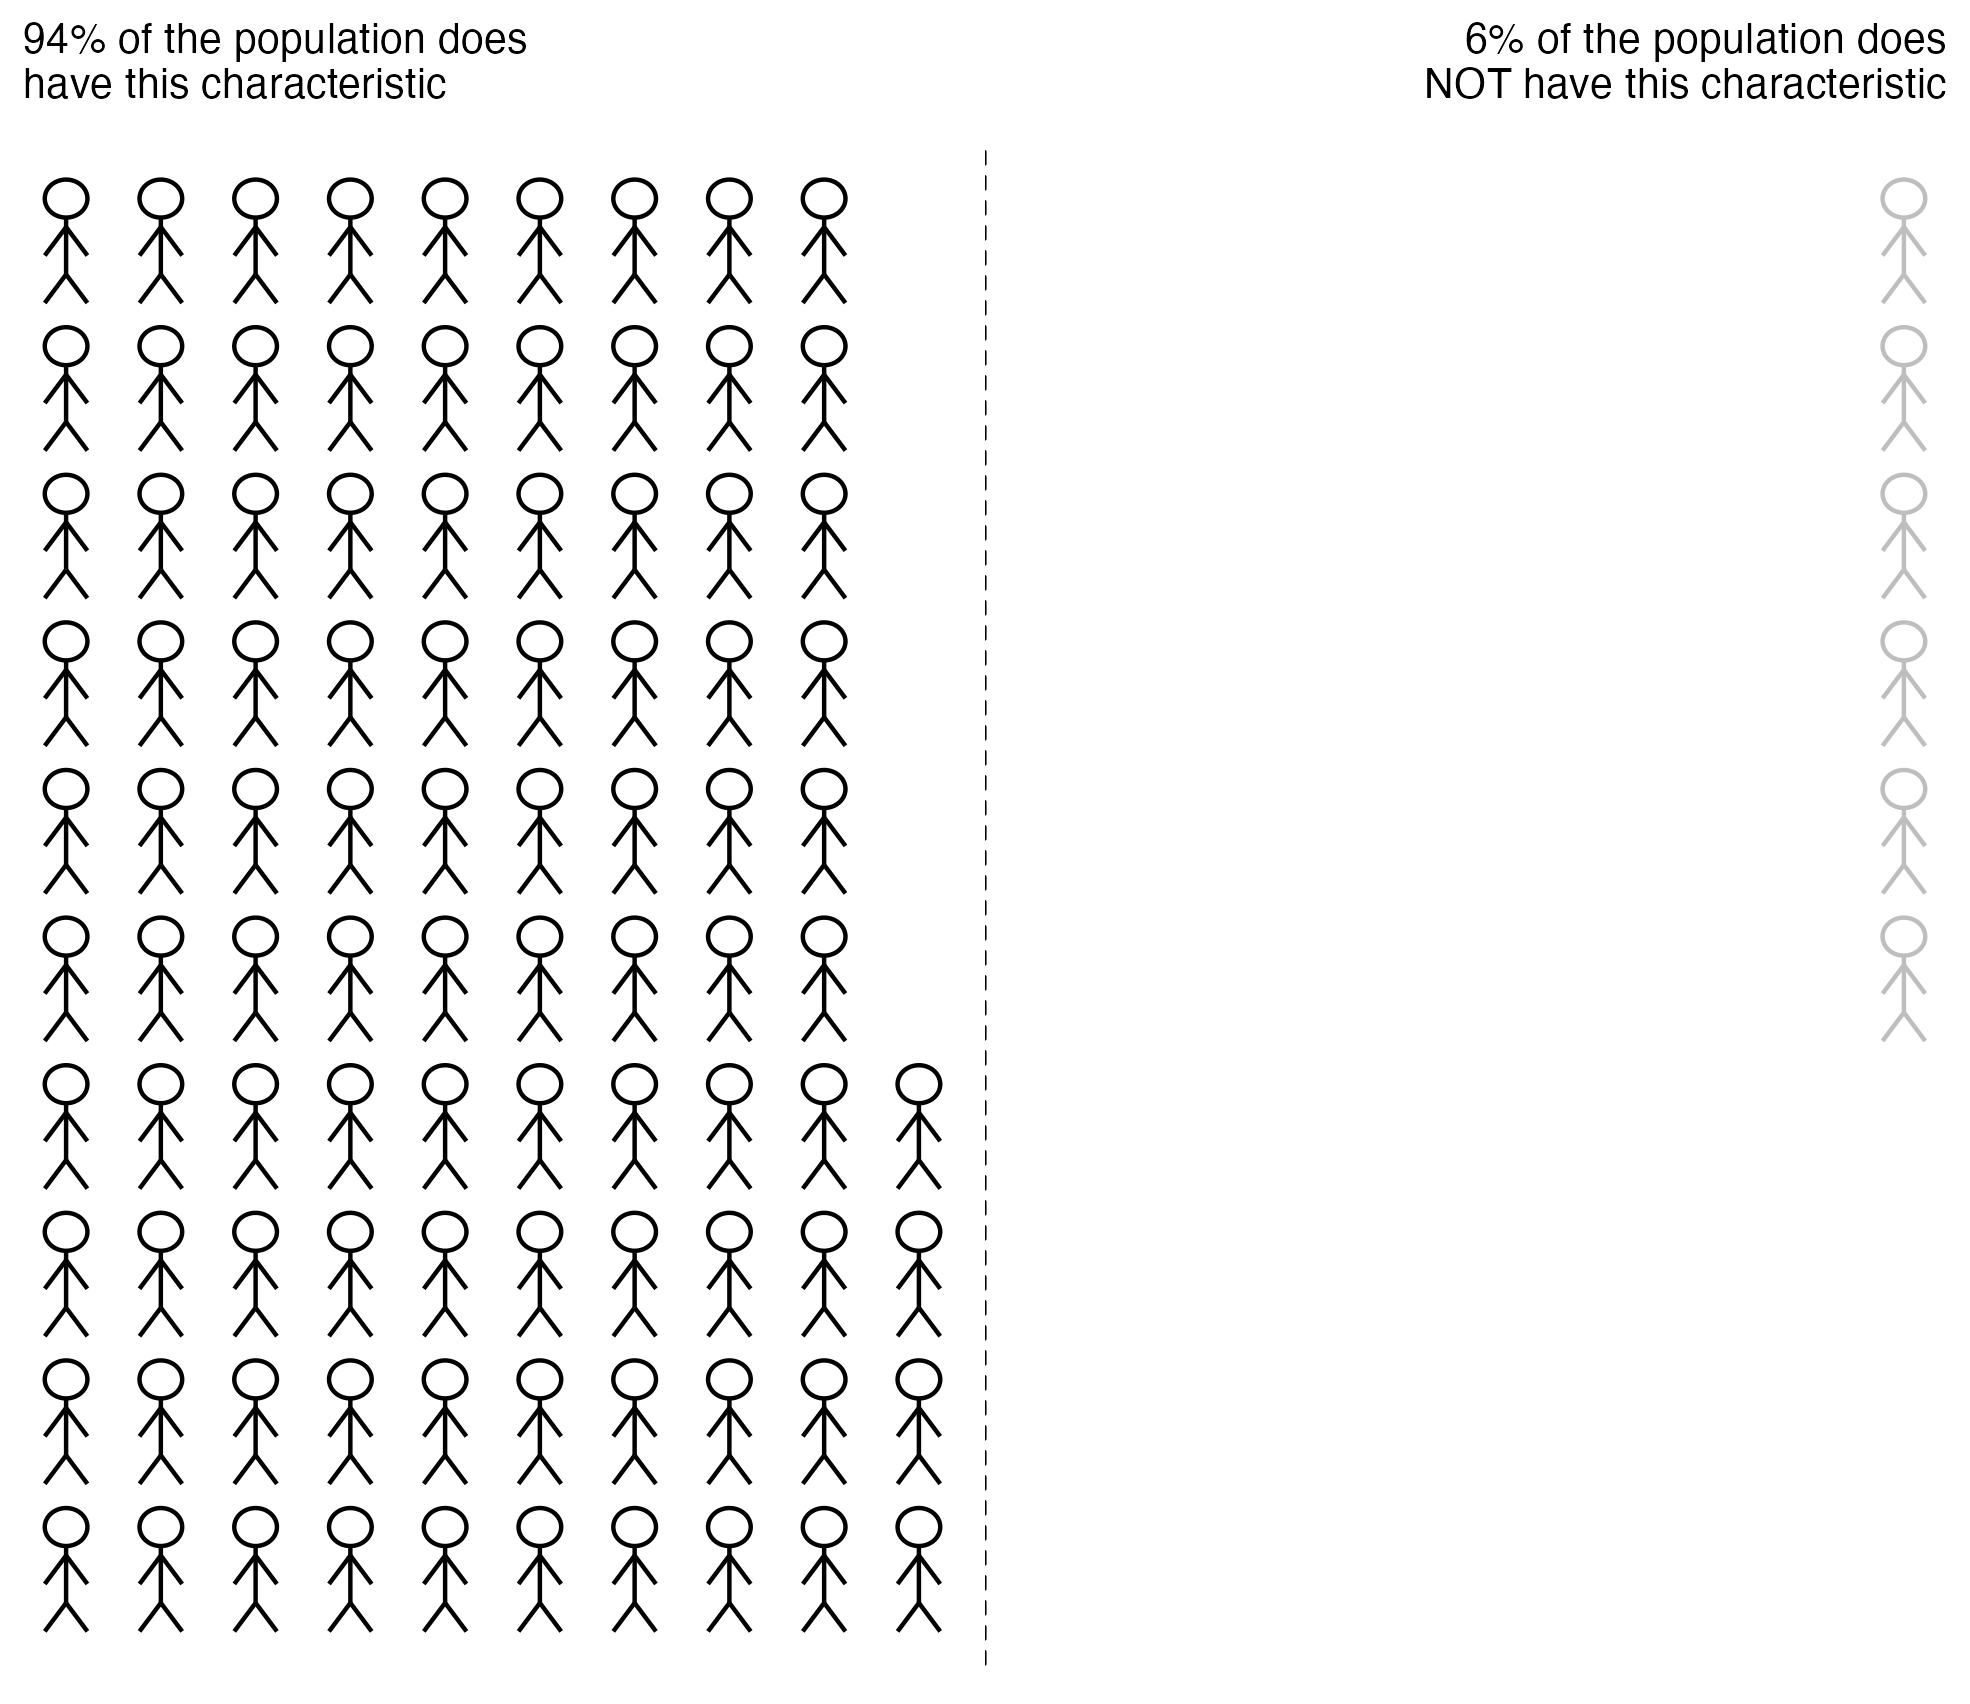 94% of the population does
have this characteristic
6% of the population does
NOT have this characteristic